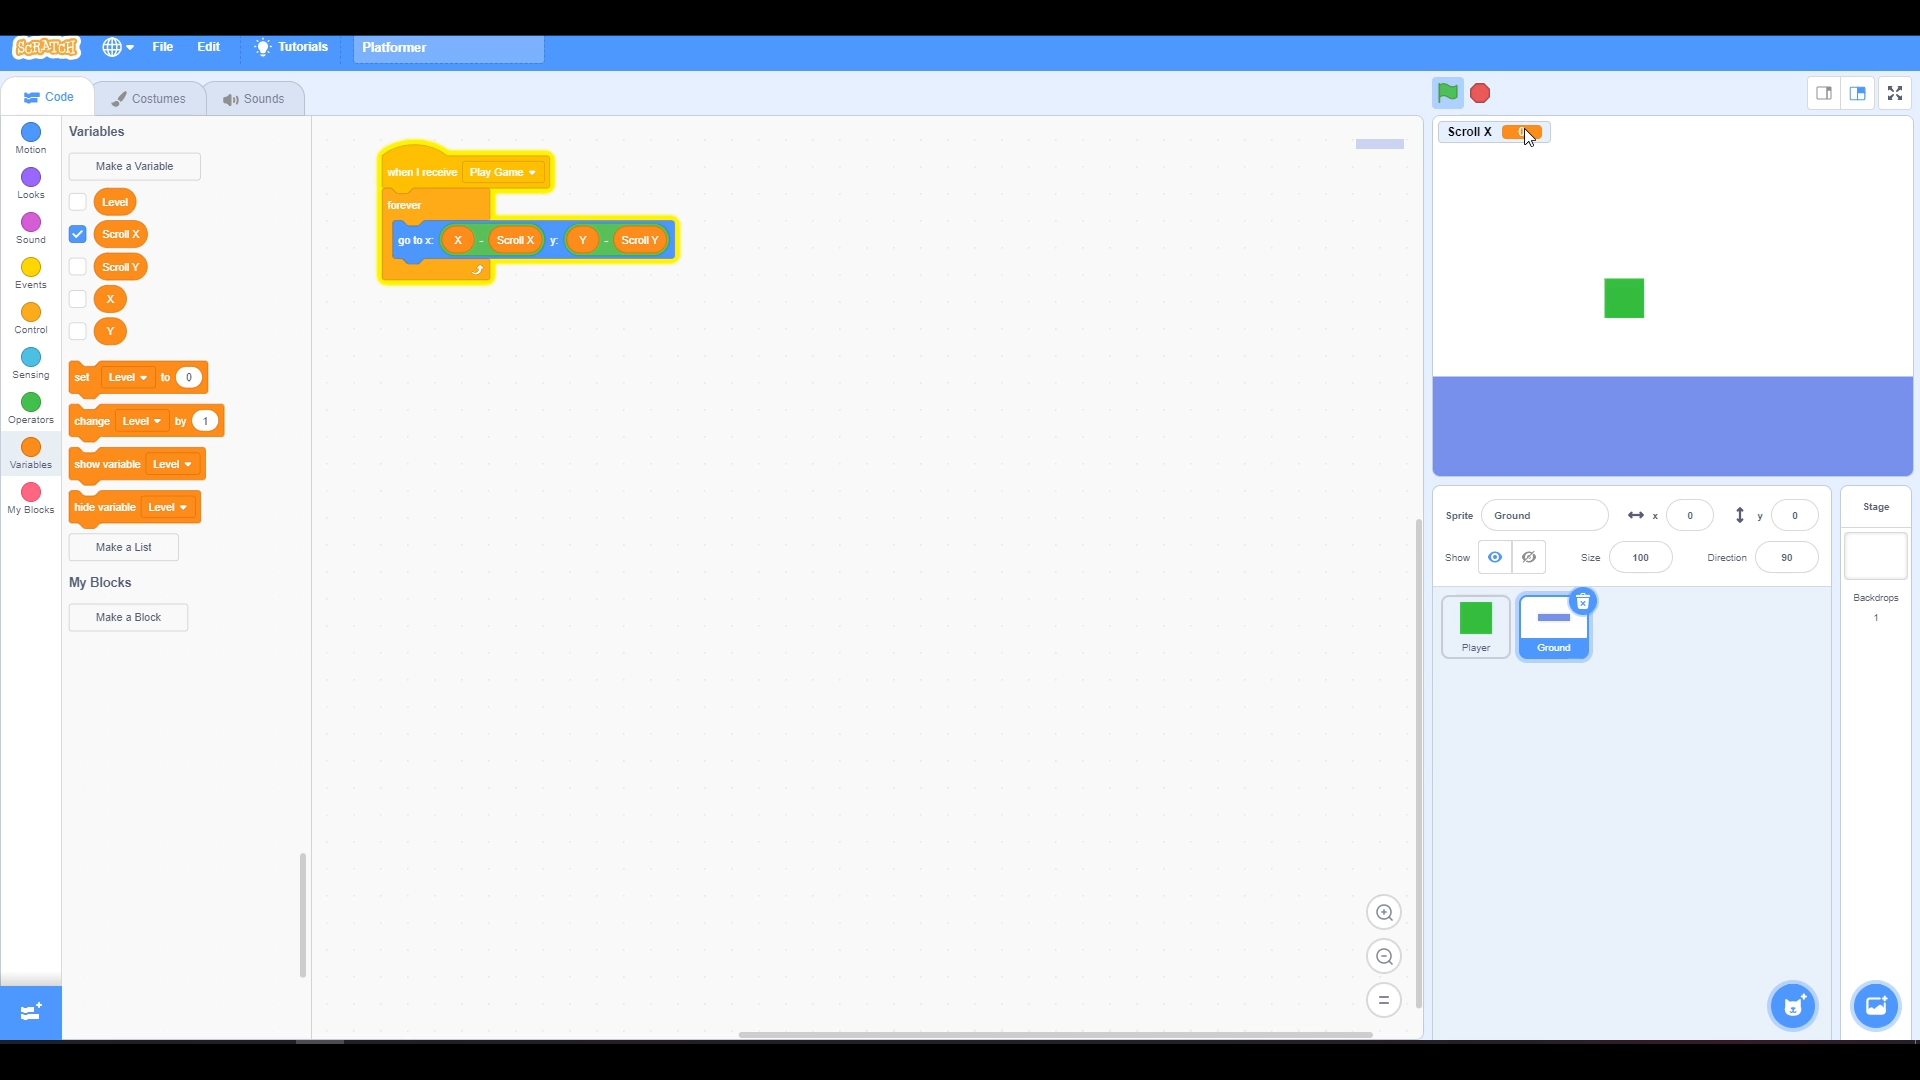 SCRATCH File Edit Tutorials Platformer
Code Costumes Sounds
Motion
Looks
Sound
Events
Control
Sensing
Operators
Variables
My Blocks
Variables
Make a Variable
Level
Scroll X
Scroll Y
X
Y
set Level to 0
change Level by 1
show variable Level
hide variable Level
Make a List
My Blocks
Make a Block
when I receive Play Game
forever
go to x: X - Scroll X y: Y - Scroll Y
Scroll X
Sprite Ground x 0 y 0
Show Size 100 Direction 90
Player
Ground
Stage
Backdrops
1